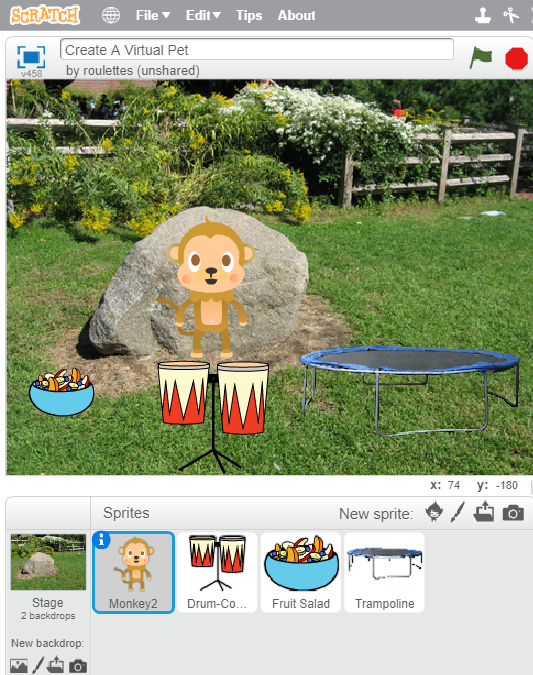 SCRATCH File Edit Tips About
Create A Virtual Pet
v458 by roulettes (unshared)
x: 74 y: -180
Sprites New sprite:
Stage
2 backdrops
Monkey2 Drum-Co... Fruit Salad Trampoline
New backdrop: